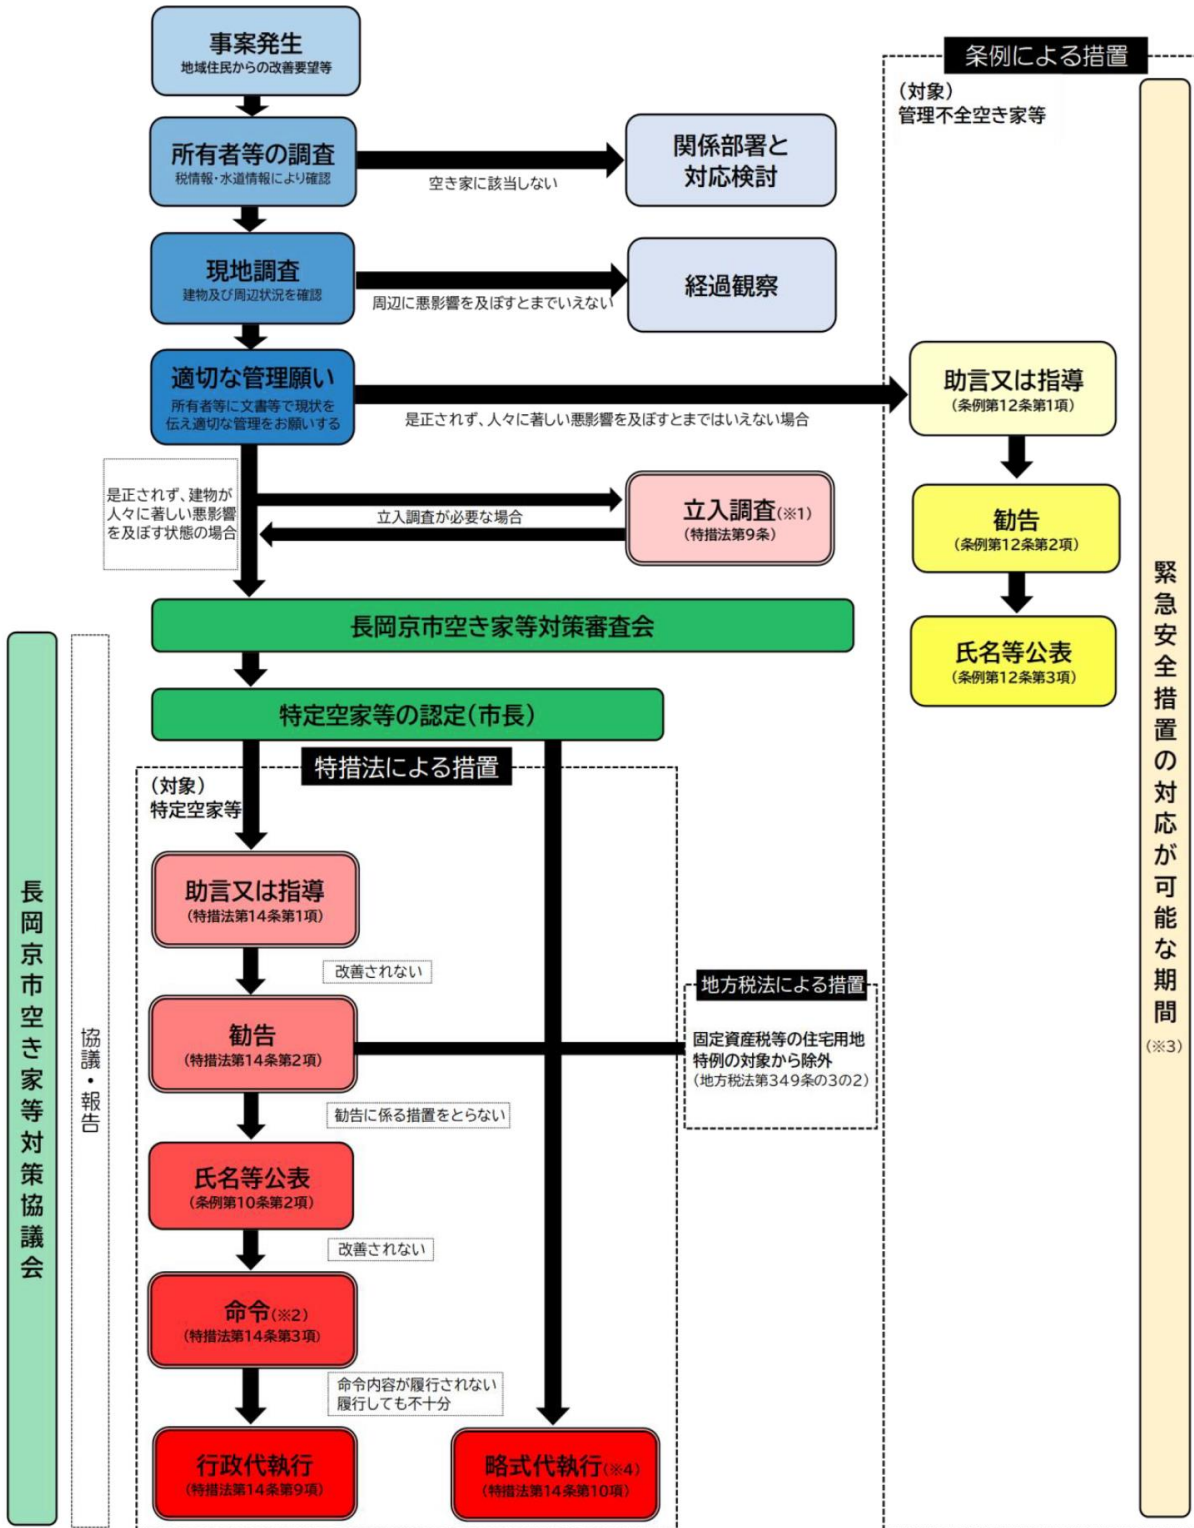 事案発生
地域住民からの改善要望等
所有者等の調査
税情報・水道情報により確認
空き家に該当しない
関係部署と
対応検討
現地調査
建物及び周辺状況を確認
周辺に悪影響を及ぼすとまでいえない
経過観察
適切な管理願い
所有者等に文書等で現状を
伝え適切な管理をお願いする
是正されず、人々に著しい悪影響を及ぼすとまではいえない場合
是正されず、建物が
人々に著しい悪影響
を及ぼす状態の場合
立入調査が必要な場合
立入調査(※1)
(特措法第9条)
長岡京市空き家等対策審査会
特定空家等の認定(市長)
特措法による措置
(対象)
特定空家等
助言又は指導
(特措法第14条第1項)
改善されない
勧告
(特措法第14条第2項)
勧告に係る措置をとらない
氏名等公表
(条例第10条第2項)
改善されない
命令(※2)
(特措法第14条第3項)
命令内容が履行されない
履行しても不十分
行政代執行
(特措法第14条第9項)
略式代執行(※4)
(特措法第14条第10項)
地方税法による措置
固定資産税等の住宅用地
特例の対象から除外
(地方税法第349条の3の2)
条例による措置
(対象)
管理不全空き家等
助言又は指導
(条例第12条第1項)
勧告
(条例第12条第2項)
氏名等公表
(条例第12条第3項)
緊急安全措置の対応が可能な期間
(※3)
長岡京市空き家等対策協議会
協議・報告